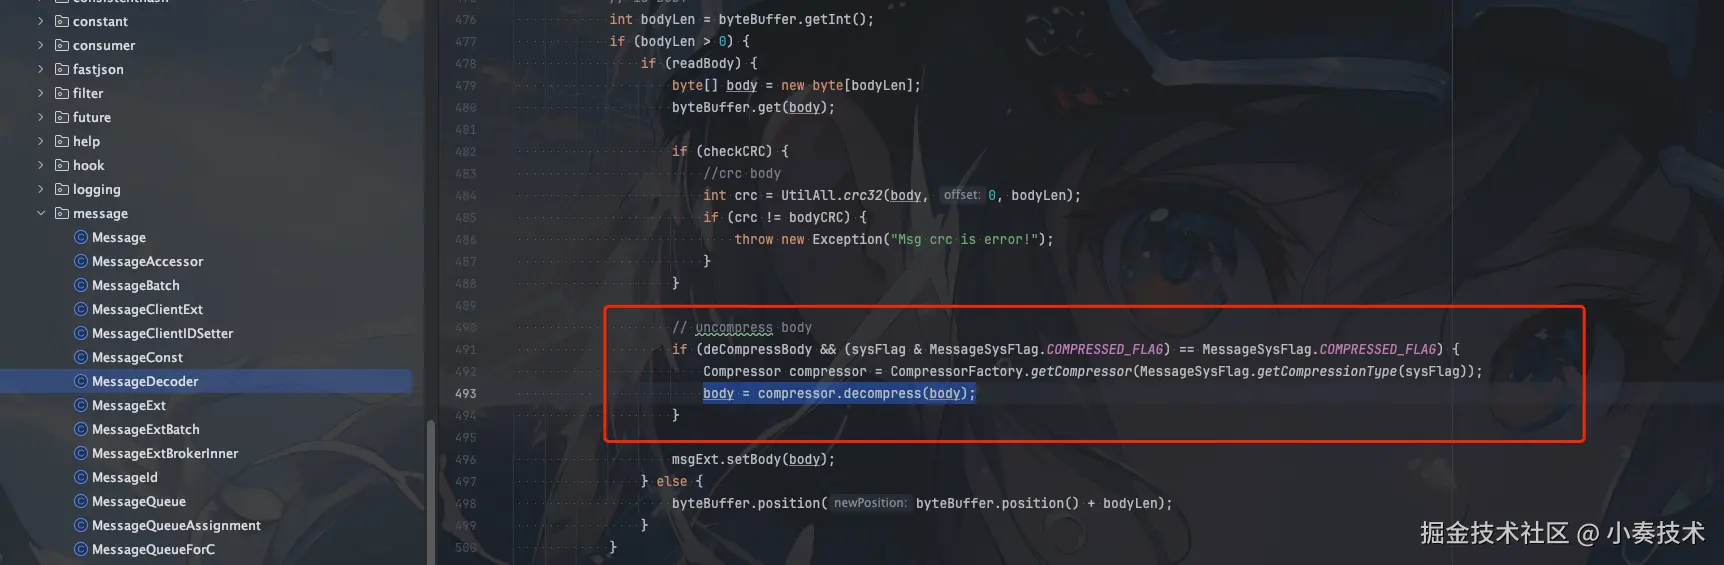 constant
consumer
fastjson
filter
future
help
hook
logging
message
Message
MessageAccessor
MessageBatch
MessageClientExt
MessageClientIDSetter
MessageConst
MessageDecoder
MessageExt
MessageExtBatch
MessageExtBrokerInner
MessageId
MessageQueue
MessageQueueAssignment
MessageQueueForC
476 int bodyLen = byteBuffer.getInt();
477 if (bodyLen > 0) {
478 if (readBody) {
479 byte[] body = new byte[bodyLen];
480 byteBuffer.get(body);
481
482 if (checkCRC) {
483 //crc body
484 int crc = UtilAll.crc32(body, offset: 0, bodyLen);
485 if (crc != bodyCRC) {
486 throw new Exception("Msg crc is error!");
487 }
488 }
489
490 // uncompress body
491 if (deCompressBody && (sysFlag & MessageSysFlag.COMPRESSED_FLAG) == MessageSysFlag.COMPRESSED_FLAG) {
492 Compressor compressor = CompressorFactory.getCompressor(MessageSysFlag.getCompressionType(sysFlag));
493 body = compressor.decompress(body);
494 }
495
496 msgExt.setBody(body);
497 } else {
498 byteBuffer.position( newPosition: byteBuffer.position() + bodyLen);
499 }
500 }
掘金技术社区 @ 小奏技术